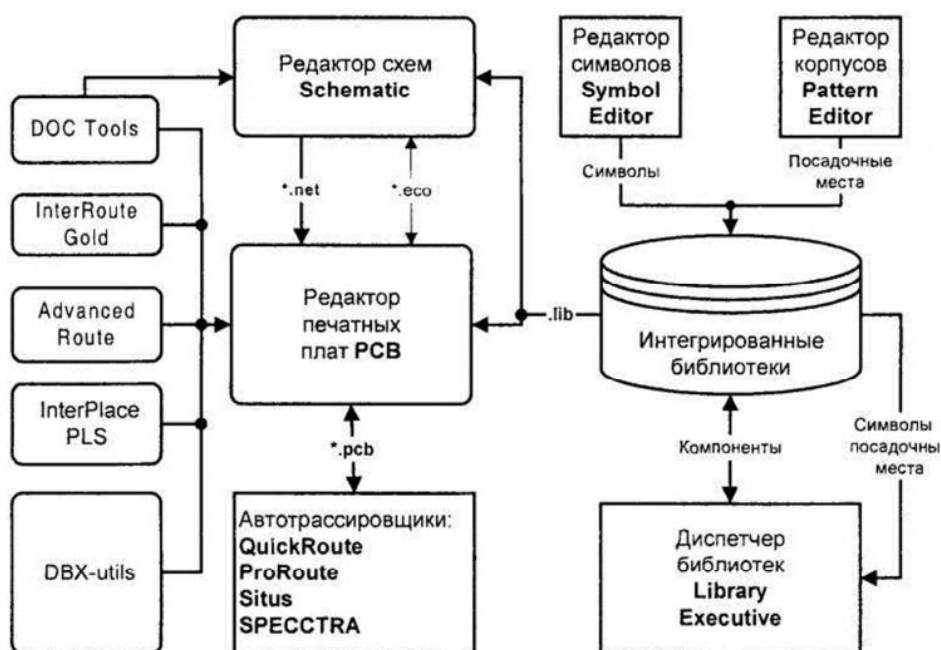 Редактор схем
Schematic
Редактор
символов
Symbol
Editor
Редактор
корпусов
Pattern
Editor
DOC Tools
InterRoute
Gold
Advanced
Route
InterPlace
PLS
DBX-utils
*.net
*.eco
Символы
Посадочные
места
Редактор
печатных
плат PCB
.lib
Интегрированные
библиотеки
*.pcb
Компоненты
Символы
посадочны
места
Автотрассировщики:
QuickRoute
ProRoute
Situs
SPECCTRA
Диспетчер
библиотек
Library
Executive